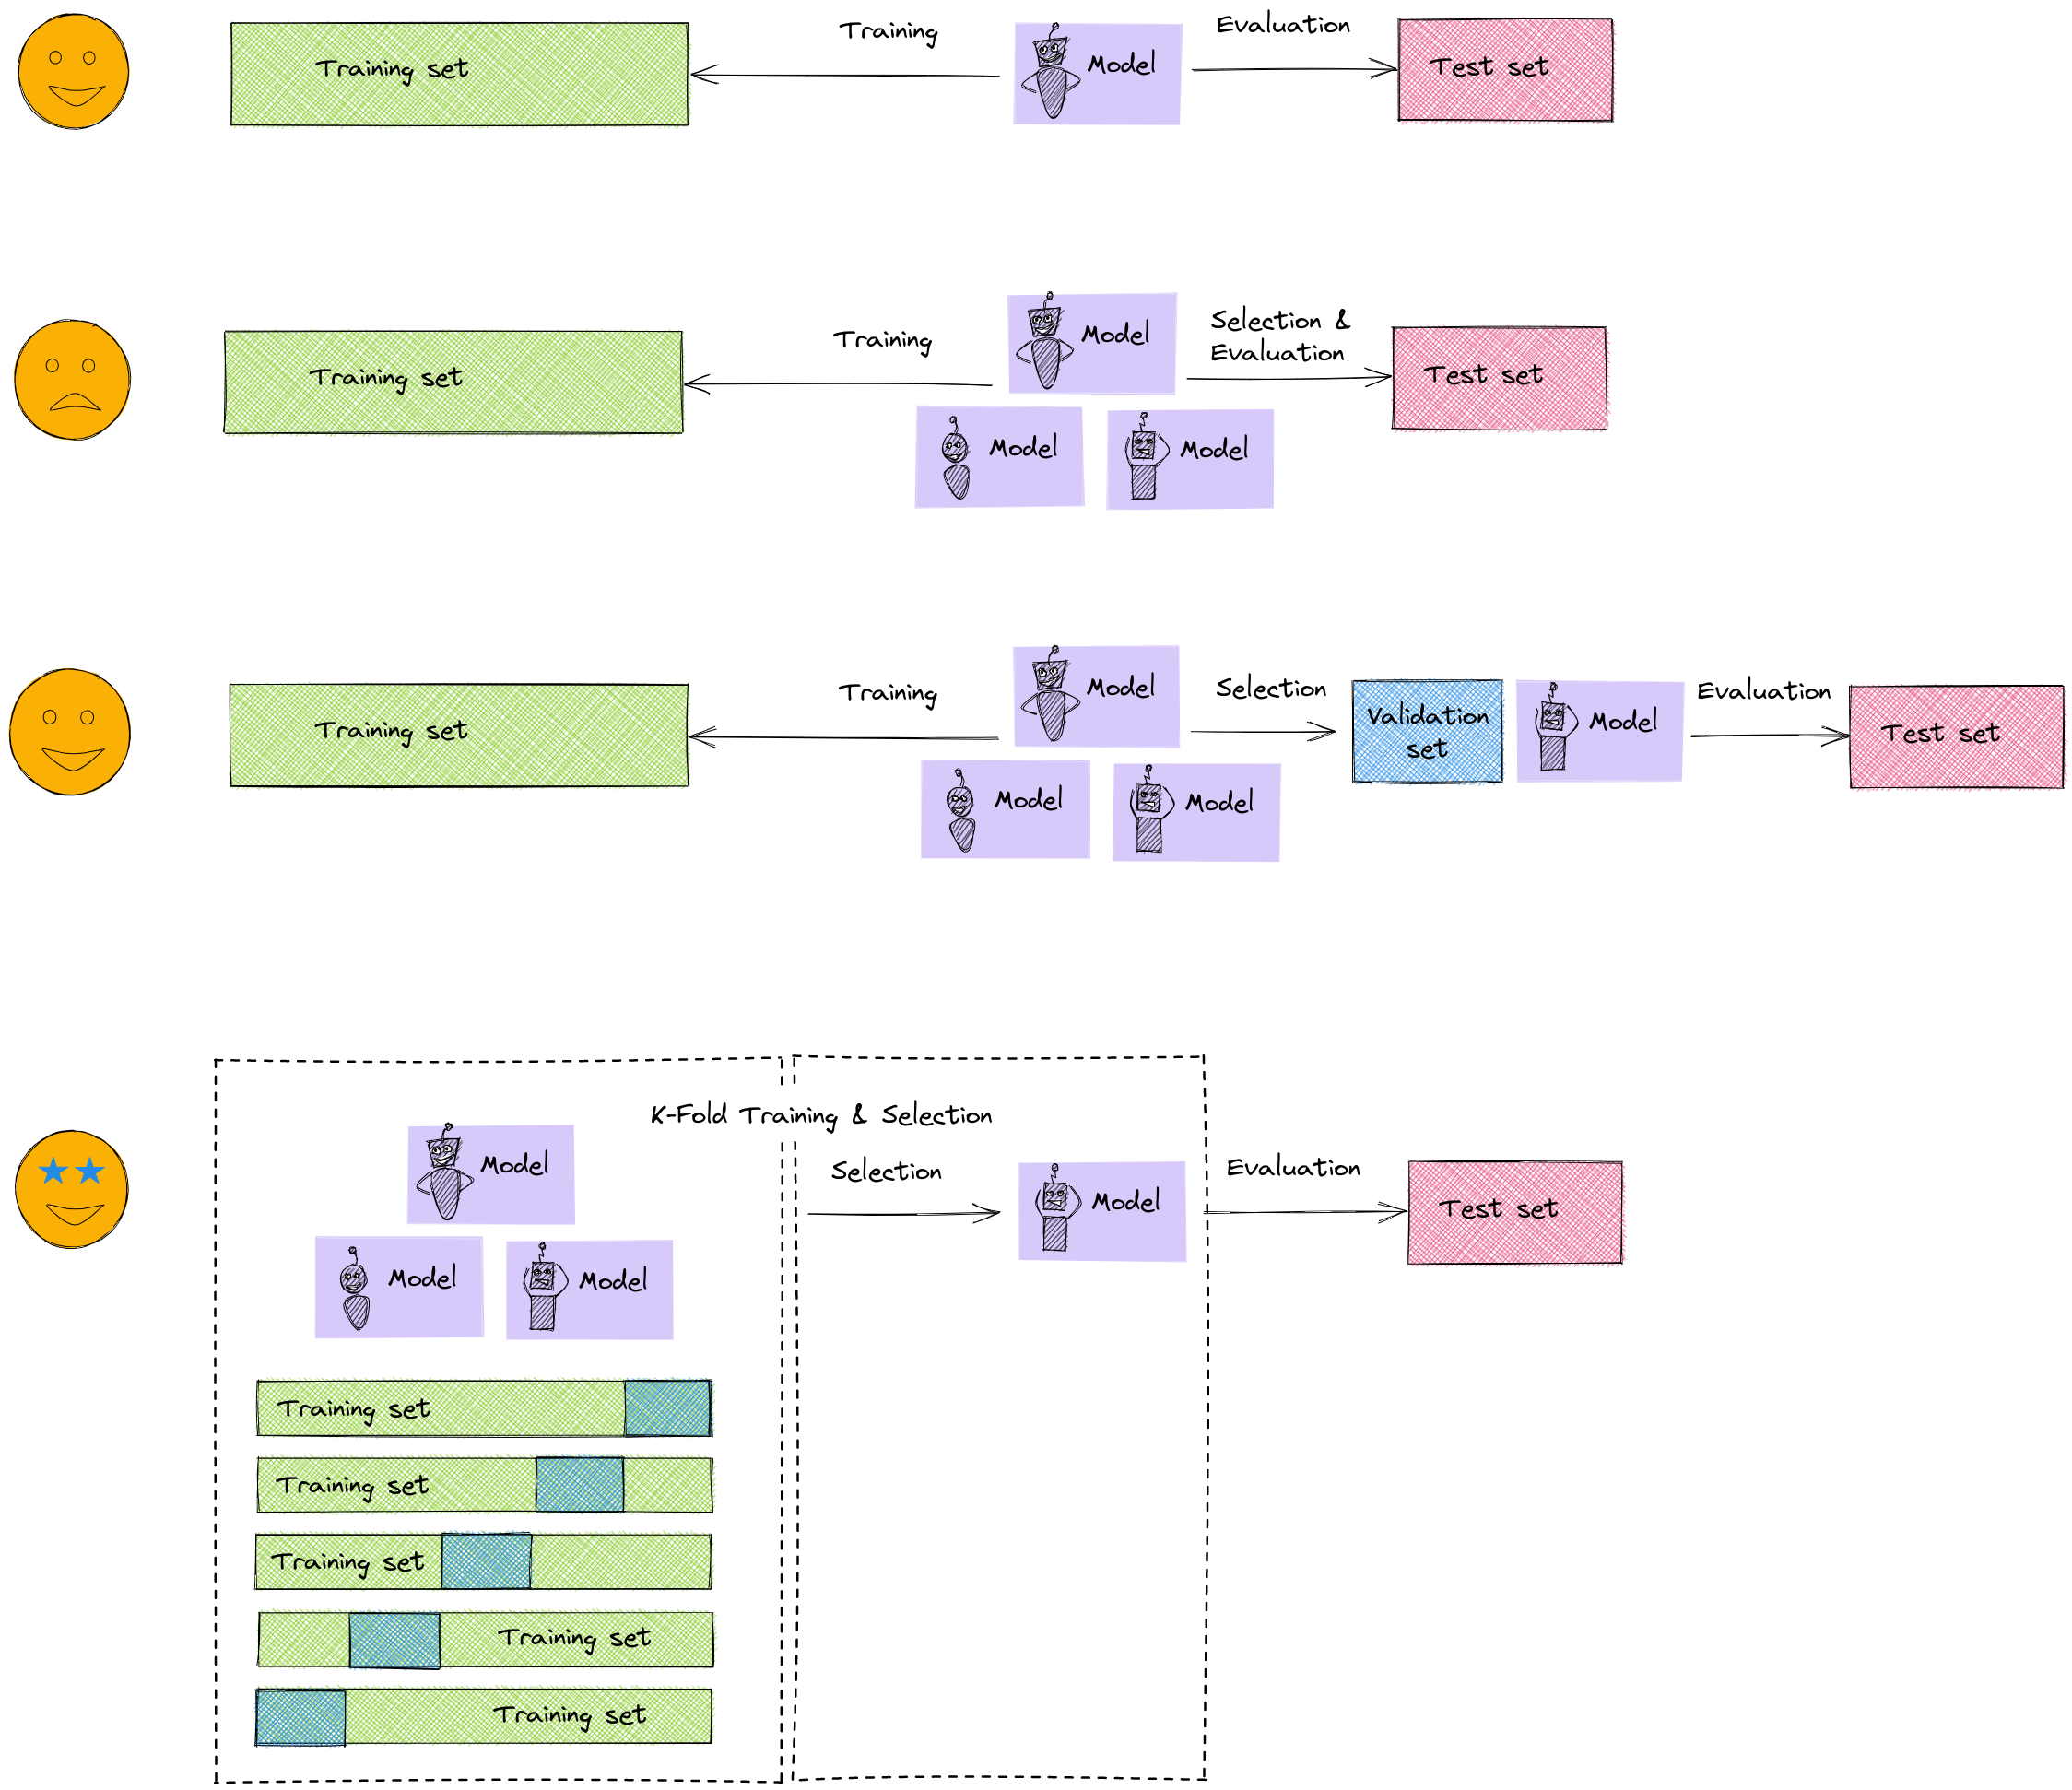 Training set
Training
Model
Evaluation
Test set
Training set
Training
Model
Selection &
Evaluation
Test set
Model
Model
Training set
Training
Model
Selection
Validation
set
Model
Evaluation
Test set
Model
Model
K-Fold Training & Selection
Model
Selection
Model
Evaluation
Test set
Model
Model
Training set
Training set
Training set
Training set
Training set